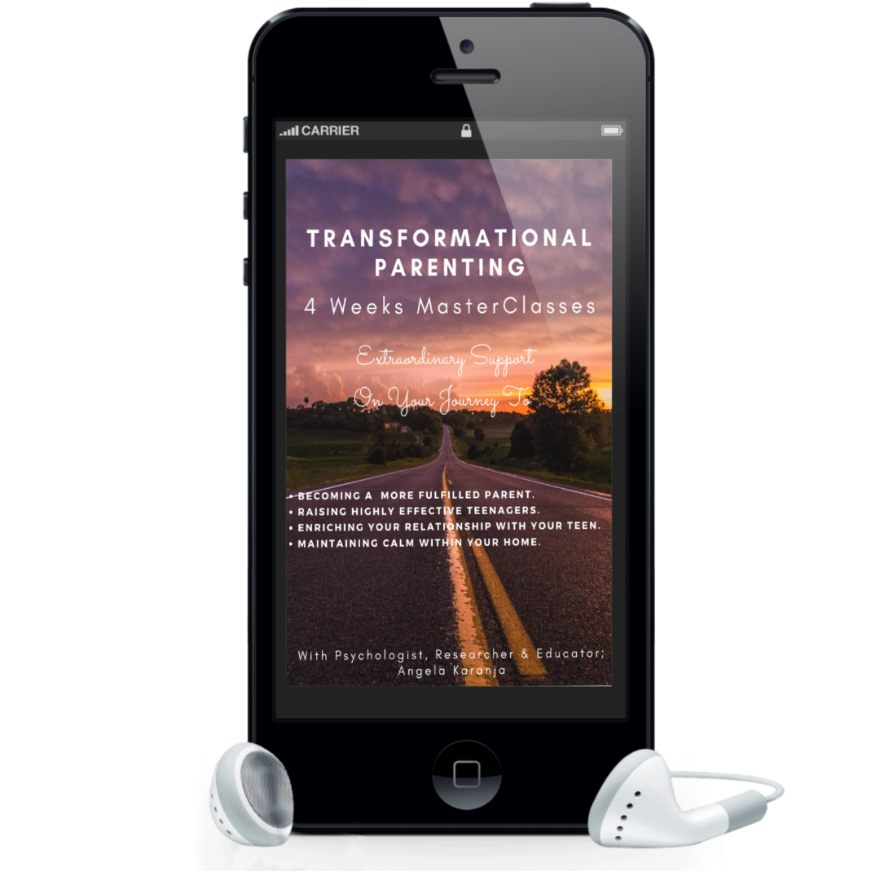 CARRIER
TRANSFORMATIONAL
PARENTING
4 Weeks MasterClasses
Extraordinary Support
On Your Journey To
• BECOMING A MORE FULFILLED PARENT.
• RAISING HIGHLY EFFECTIVE TEENAGERS.
• ENRICHING YOUR RELATIONSHIP WITH YOUR TEEN.
• MAINTAINING CALM WITHIN YOUR HOME.
With Psychologist, Researcher & Educator;
Angela Karanja